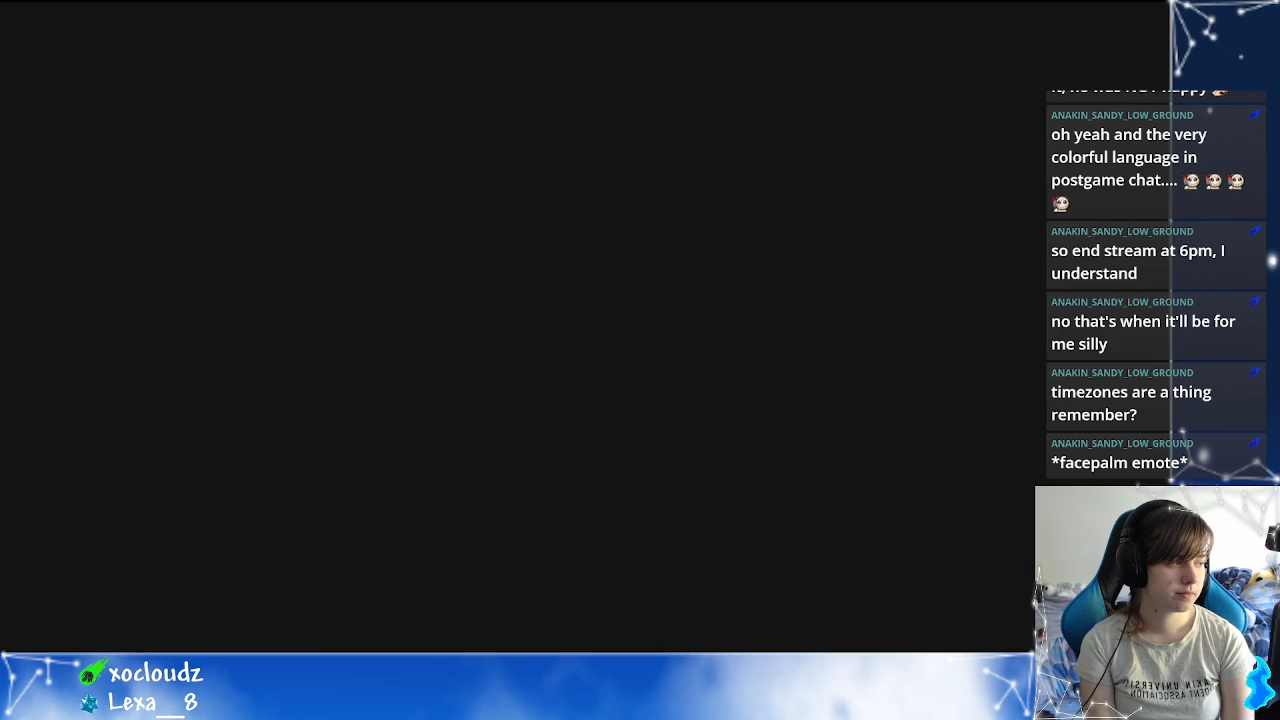 ANAKIN_SANDY_LOW_GROUND
oh yeah and the very
colorful language in
postgame chat....
ANAKIN_SANDY_LOW_GROUND
so end stream at 6pm, I
understand
ANAKIN_SANDY_LOW_GROUND
no that's when it'll be for
me silly
ANAKIN_SANDY_LOW_GROUND
timezones are a thing
remember?
ANAKIN_SANDY_LOW_GROUND
*facepalm emote*
xocloudz
Lexa__8